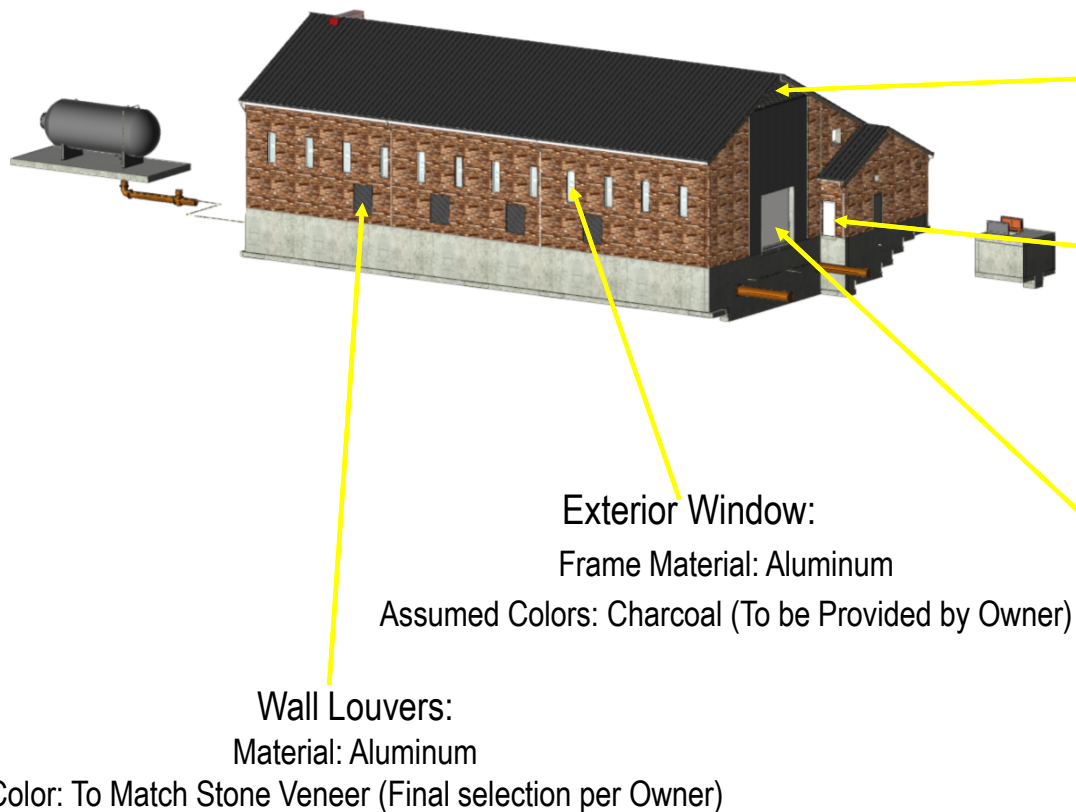 Exterior Window:
Frame Material: Aluminum
Assumed Colors: Charcoal (To be Provided by Owner)
Wall Louvers:
Material: Aluminum
Color: To Match Stone Veneer (Final selection per Owner)